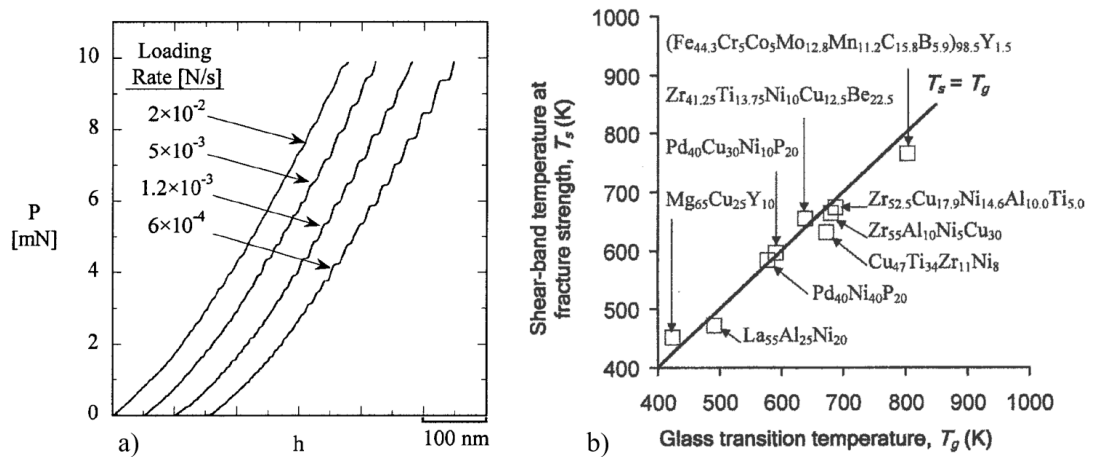 10
8
6
4
2
0
P
[mN]
Loading
Rate [N/s]
2×10⁻²
5×10⁻³
1.2×10⁻³
6×10⁻⁴
a)
h
100 nm
1000
900
800
700
600
500
400
Shear-band temperature at
fracture strength, Tₛ (K)
(Fe₄₄.₃Cr₅Co₅Mo₁₂.₈Mn₁₁.₂C₁₅.₈B₅.₉)₉₈.₅Y₁.₅
Tₛ = T_g
Zr₄₁.₂₅Ti₁₃.₇₅Ni₁₀Cu₁₂.₅Be₂₂.₅
Pd₄₀Cu₃₀Ni₁₀P₂₀
Mg₆₅Cu₂₅Y₁₀
Zr₅₂.₅Cu₁₇.₉Ni₁₄.₆Al₁₀.₀Ti₅.₀
Zr₅₅Al₁₀Ni₅Cu₃₀
Cu₄₇Ti₃₄Zr₁₁Ni₈
Pd₄₀Ni₄₀P₂₀
La₅₅Al₂₅Ni₂₀
400 500 600 700 800 900 1000
b)
Glass transition temperature, T_g (K)